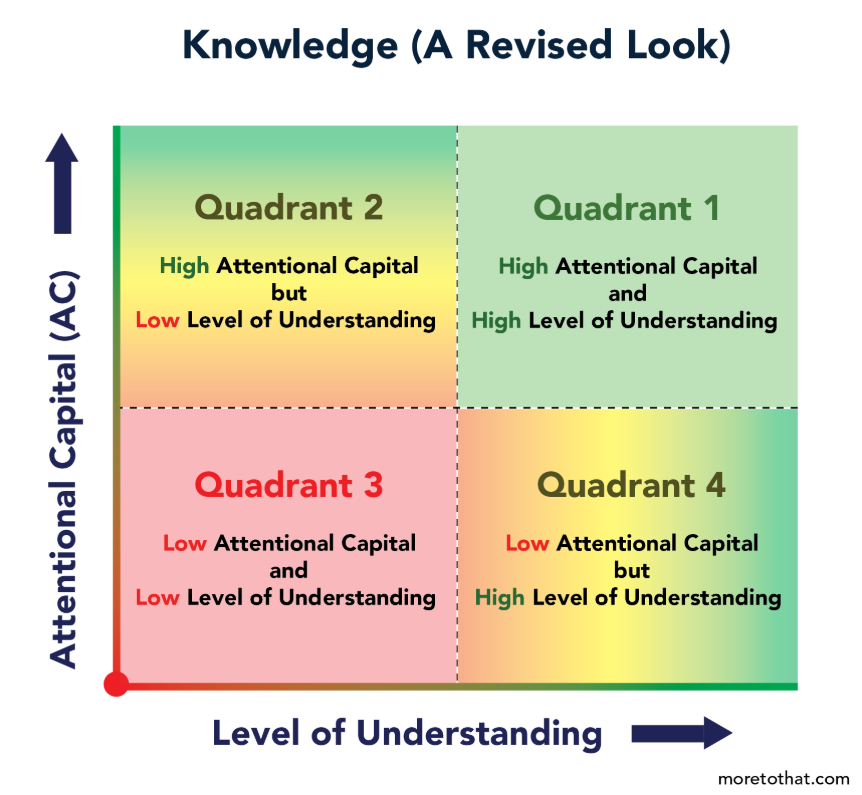 Knowledge (A Revised Look)
Attentional Capital (AC)
Quadrant 2
High Attentional Capital
but
Low Level of Understanding
Quadrant 1
High Attentional Capital
and
High Level of Understanding
Quadrant 3
Low Attentional Capital
and
Low Level of Understanding
Quadrant 4
Low Attentional Capital
but
High Level of Understanding
Level of Understanding
moretothat.com